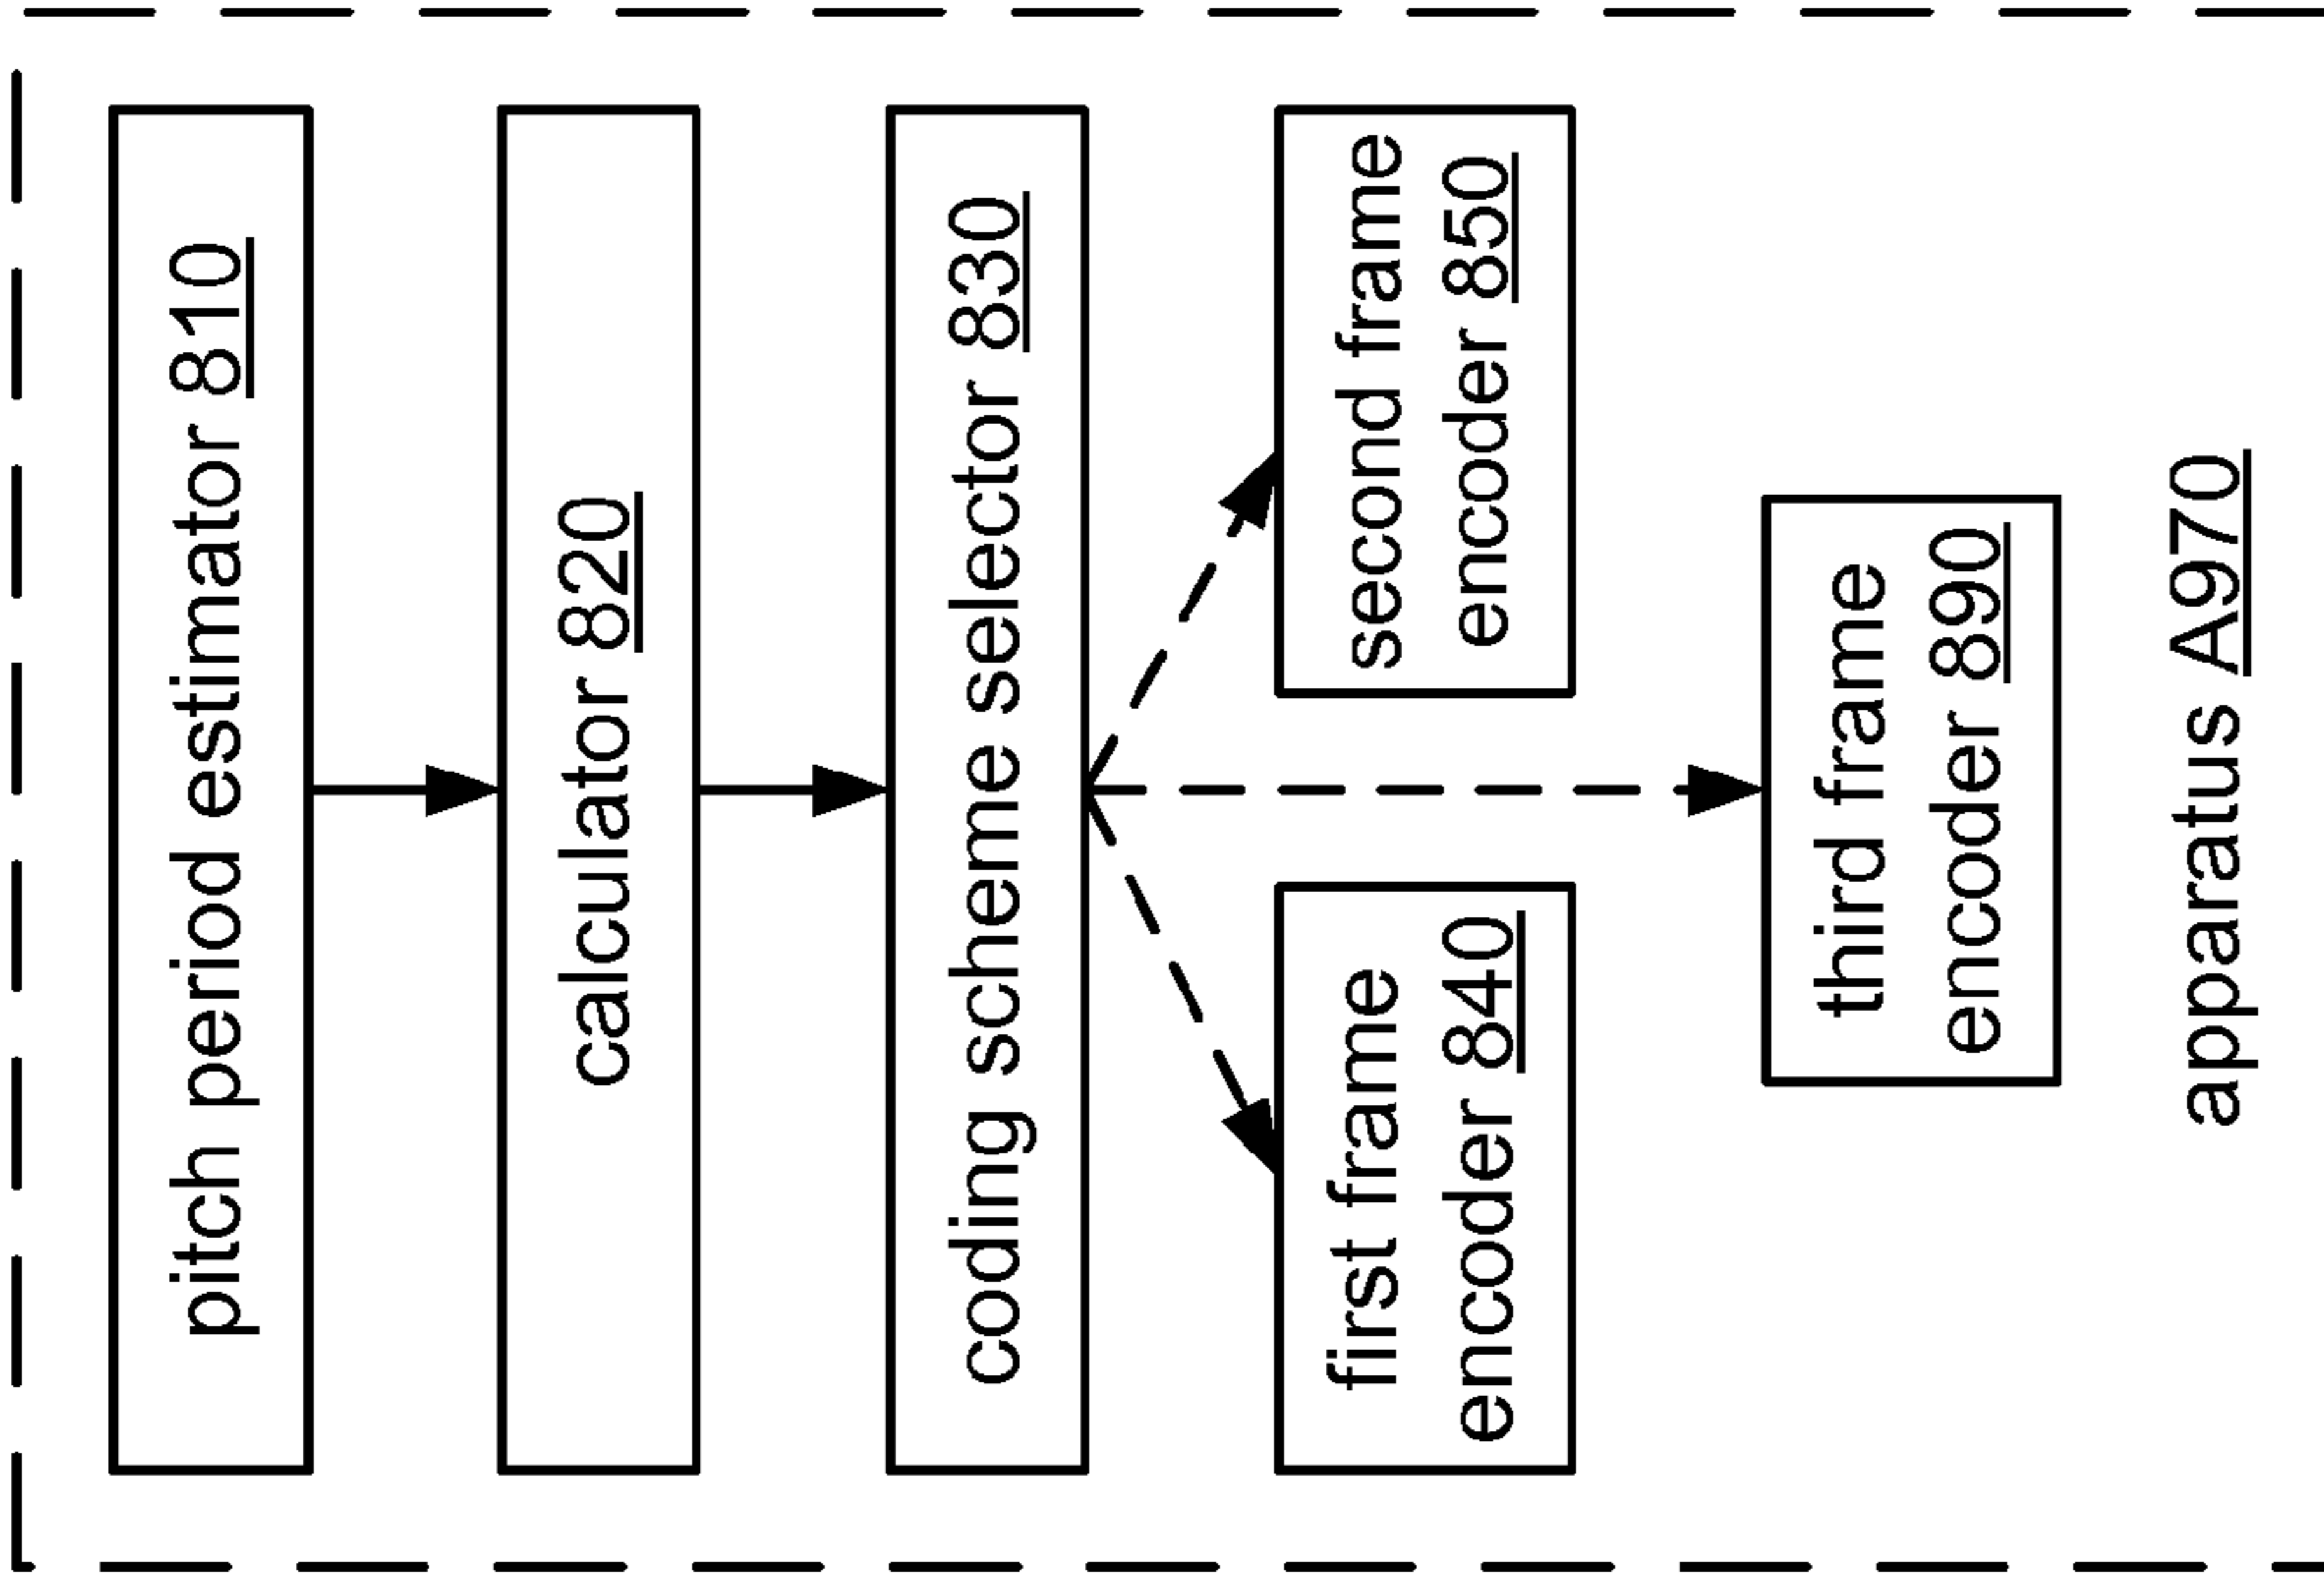 pitch period estimator 810
calculator 820
coding scheme selector 830
first frame
encoder 840
second frame
encoder 850
third frame
encoder 890
apparatus A970